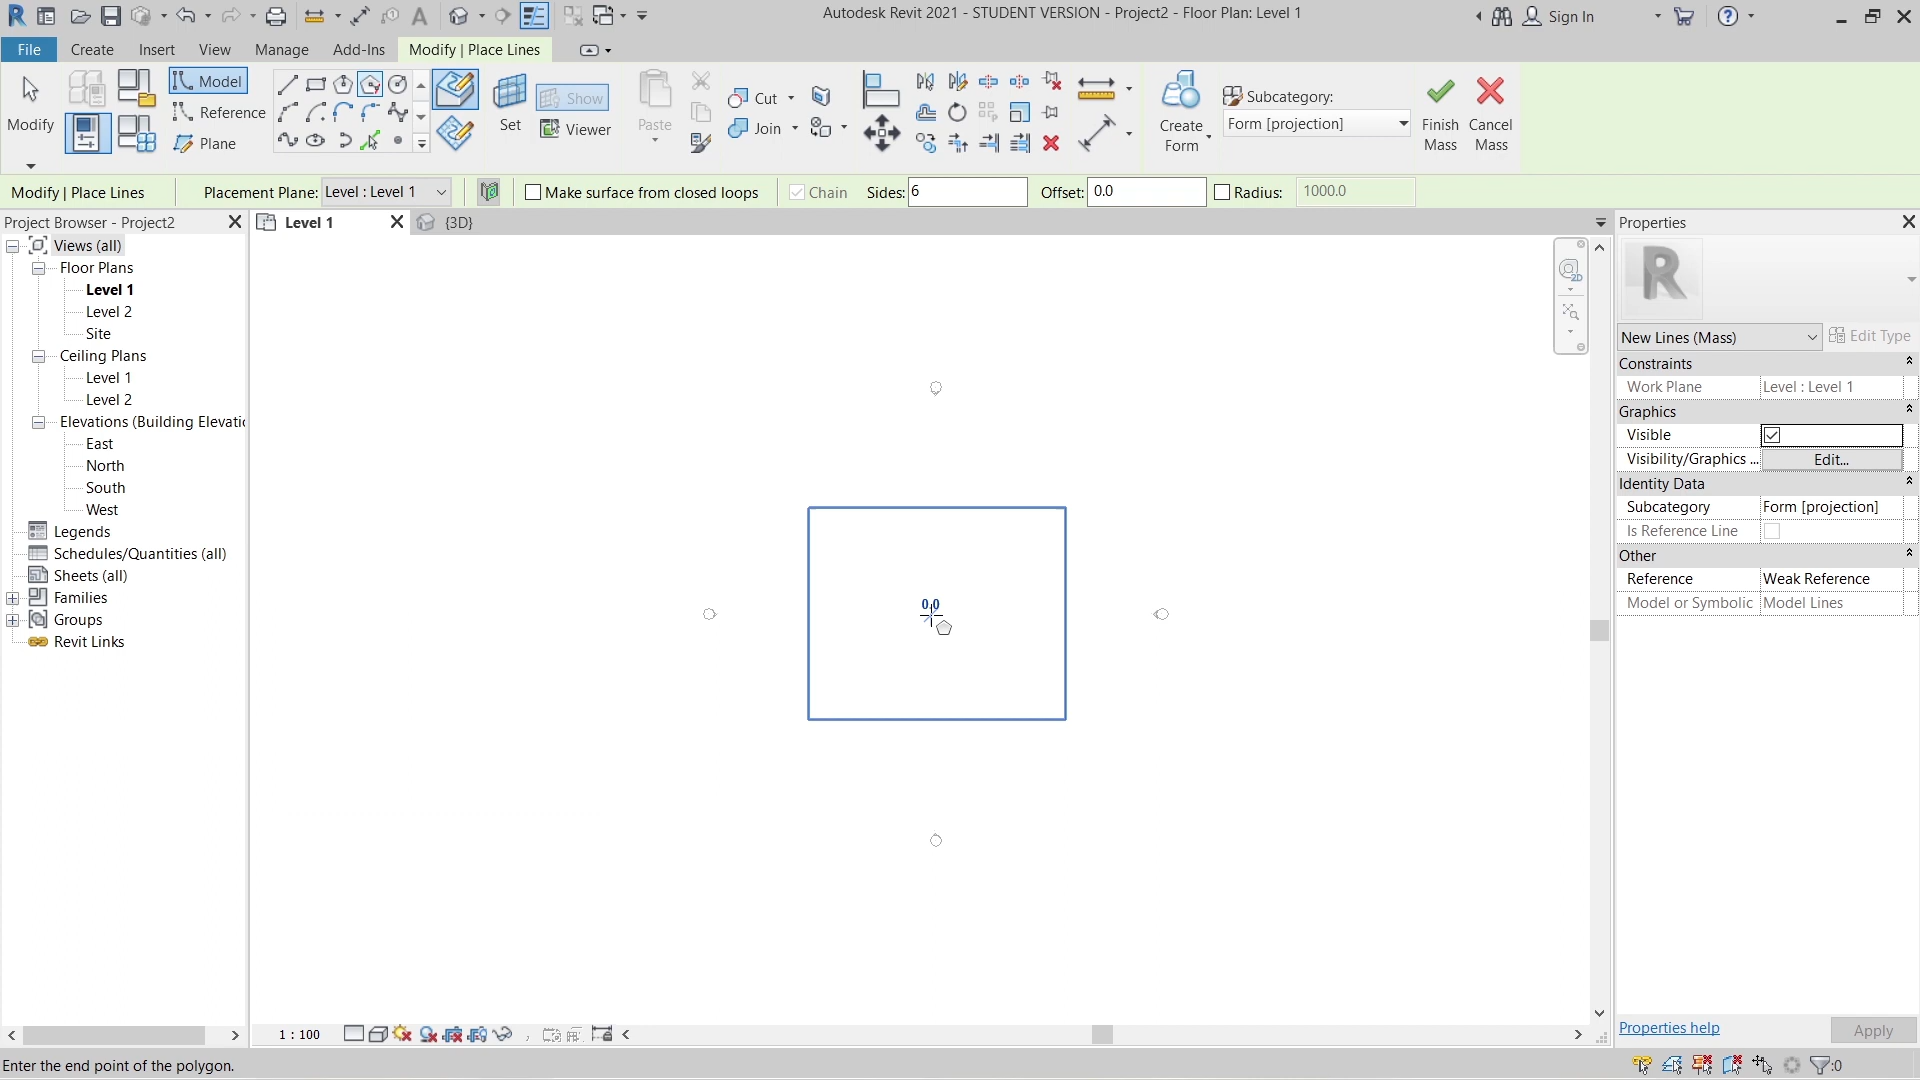 Autodesk Revit 2021 - STUDENT VERSION - Project2 - Floor Plan: Level 1
Sign In
File
Create
Insert
View
Manage
Add-Ins
Modify | Place Lines
Modify
Model
Reference
Plane
Set
Show
Viewer
Paste
Cut
Join
Create
Form
Subcategory:
Form [projection]
Finish
Mass
Cancel
Mass
Modify | Place Lines
Placement Plane:
Level : Level 1
Make surface from closed loops
Chain
Sides:
6
Offset:
0.0
Radius:
1000.0
Project Browser - Project2
Level 1
{3D}
Properties
Views (all)
Floor Plans
Level 1
Level 2
Site
Ceiling Plans
Level 1
Level 2
Elevations (Building Elevati
East
North
South
West
Legends
Schedules/Quantities (all)
Sheets (all)
Families
Groups
Revit Links
2D
0.0
R
New Lines (Mass)
Edit Type
Constraints
Work Plane
Level : Level 1
Graphics
Visible
Visibility/Graphics ...
Edit...
Identity Data
Subcategory
Form [projection]
Is Reference Line
Other
Reference
Weak Reference
Model or Symbolic
Model Lines
Properties help
Apply
1 : 100
Enter the end point of the polygon.
:0